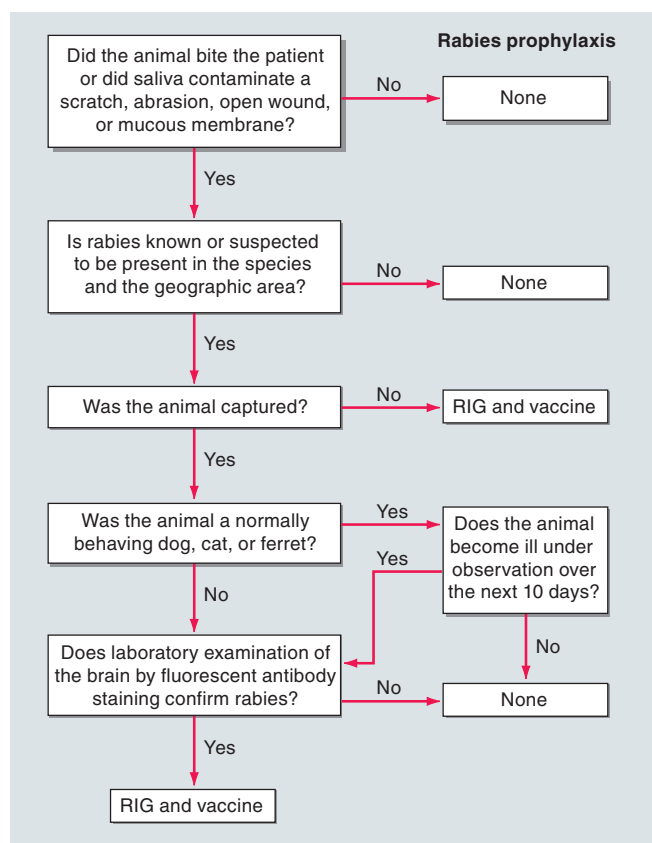 Rabies prophylaxis
Did the animal bite the patient
or did saliva contaminate a
scratch, abrasion, open wound,
or mucous membrane?
No
None
Yes
Is rabies known or suspected
to be present in the species
and the geographic area?
No
None
Yes
Was the animal captured?
No
RIG and vaccine
Yes
Was the animal a normally
behaving dog, cat, or ferret?
Yes
Does the animal
become ill under
observation over
the next 10 days?
Yes
No
No
Does laboratory examination of
the brain by fluorescent antibody
staining confirm rabies?
No
None
Yes
RIG and vaccine